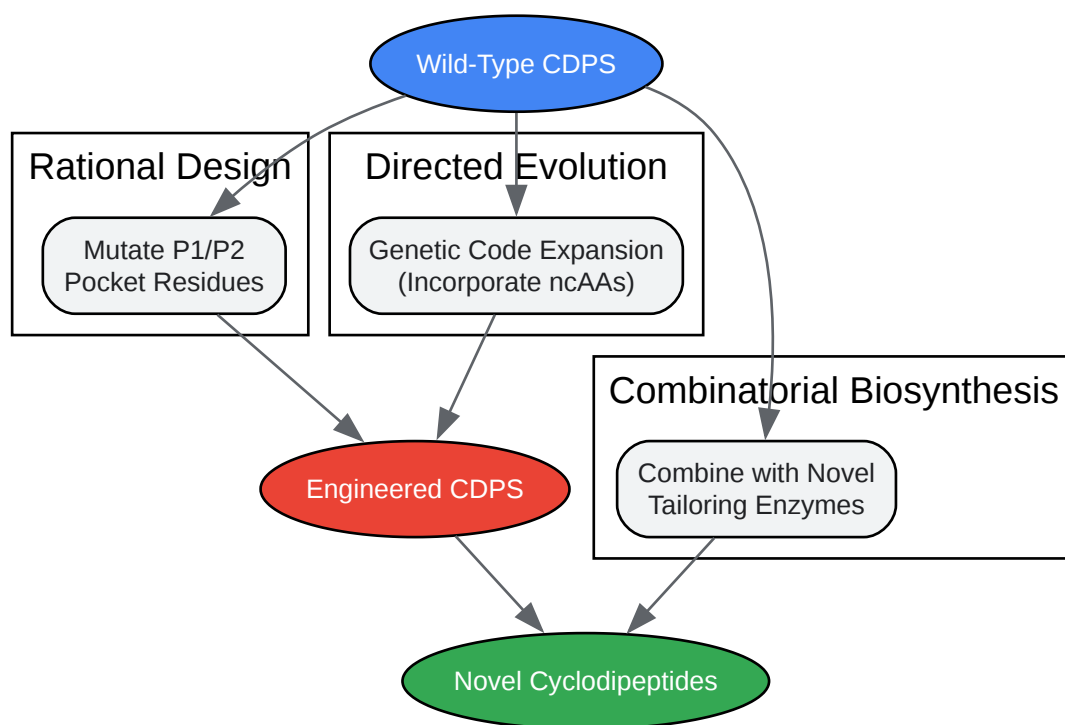 Wild-Type CDPS
Rational Design
Directed Evolution
Mutate P1/P2
Pocket Residues
Genetic Code Expansion
(Incorporate ncAAs)
Combinatorial Biosynthesis
Combine with Novel
Tailoring Enzymes
Engineered CDPS
Novel Cyclodipeptides